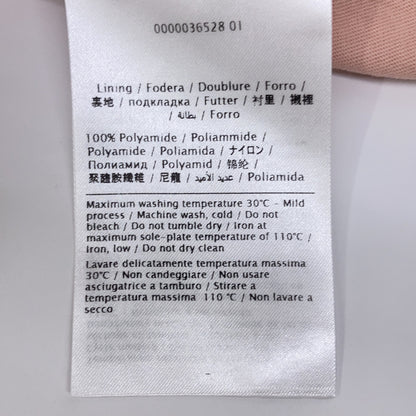 0000036528 01
Lining / Fodera / Doublure / Forro /
裏地 / подкладка / Futter / 衬里 / 襯裡
/ بطانة / Forro
100% Polyamide / Poliammide /
Polyamide / Poliamida / ナイロン /
Полиамид / Polyamid / 锦纶 /
聚醯胺纖維 / 尼龍 / عديد الأميد / Poliamida
Maximum washing temperature 30°C - Mild
process / Machine wash, cold / Do not
bleach / Do not tumble dry / Iron at
maximum sole-plate temperature of 110°C /
Iron, low / Do not dry clean
Lavare delicatamente temperatura massima
30°C / Non candeggiare / Non usare
asciugatrice a tamburo / Stirare a
temperatura massima 110 °C / Non lavare a
secco